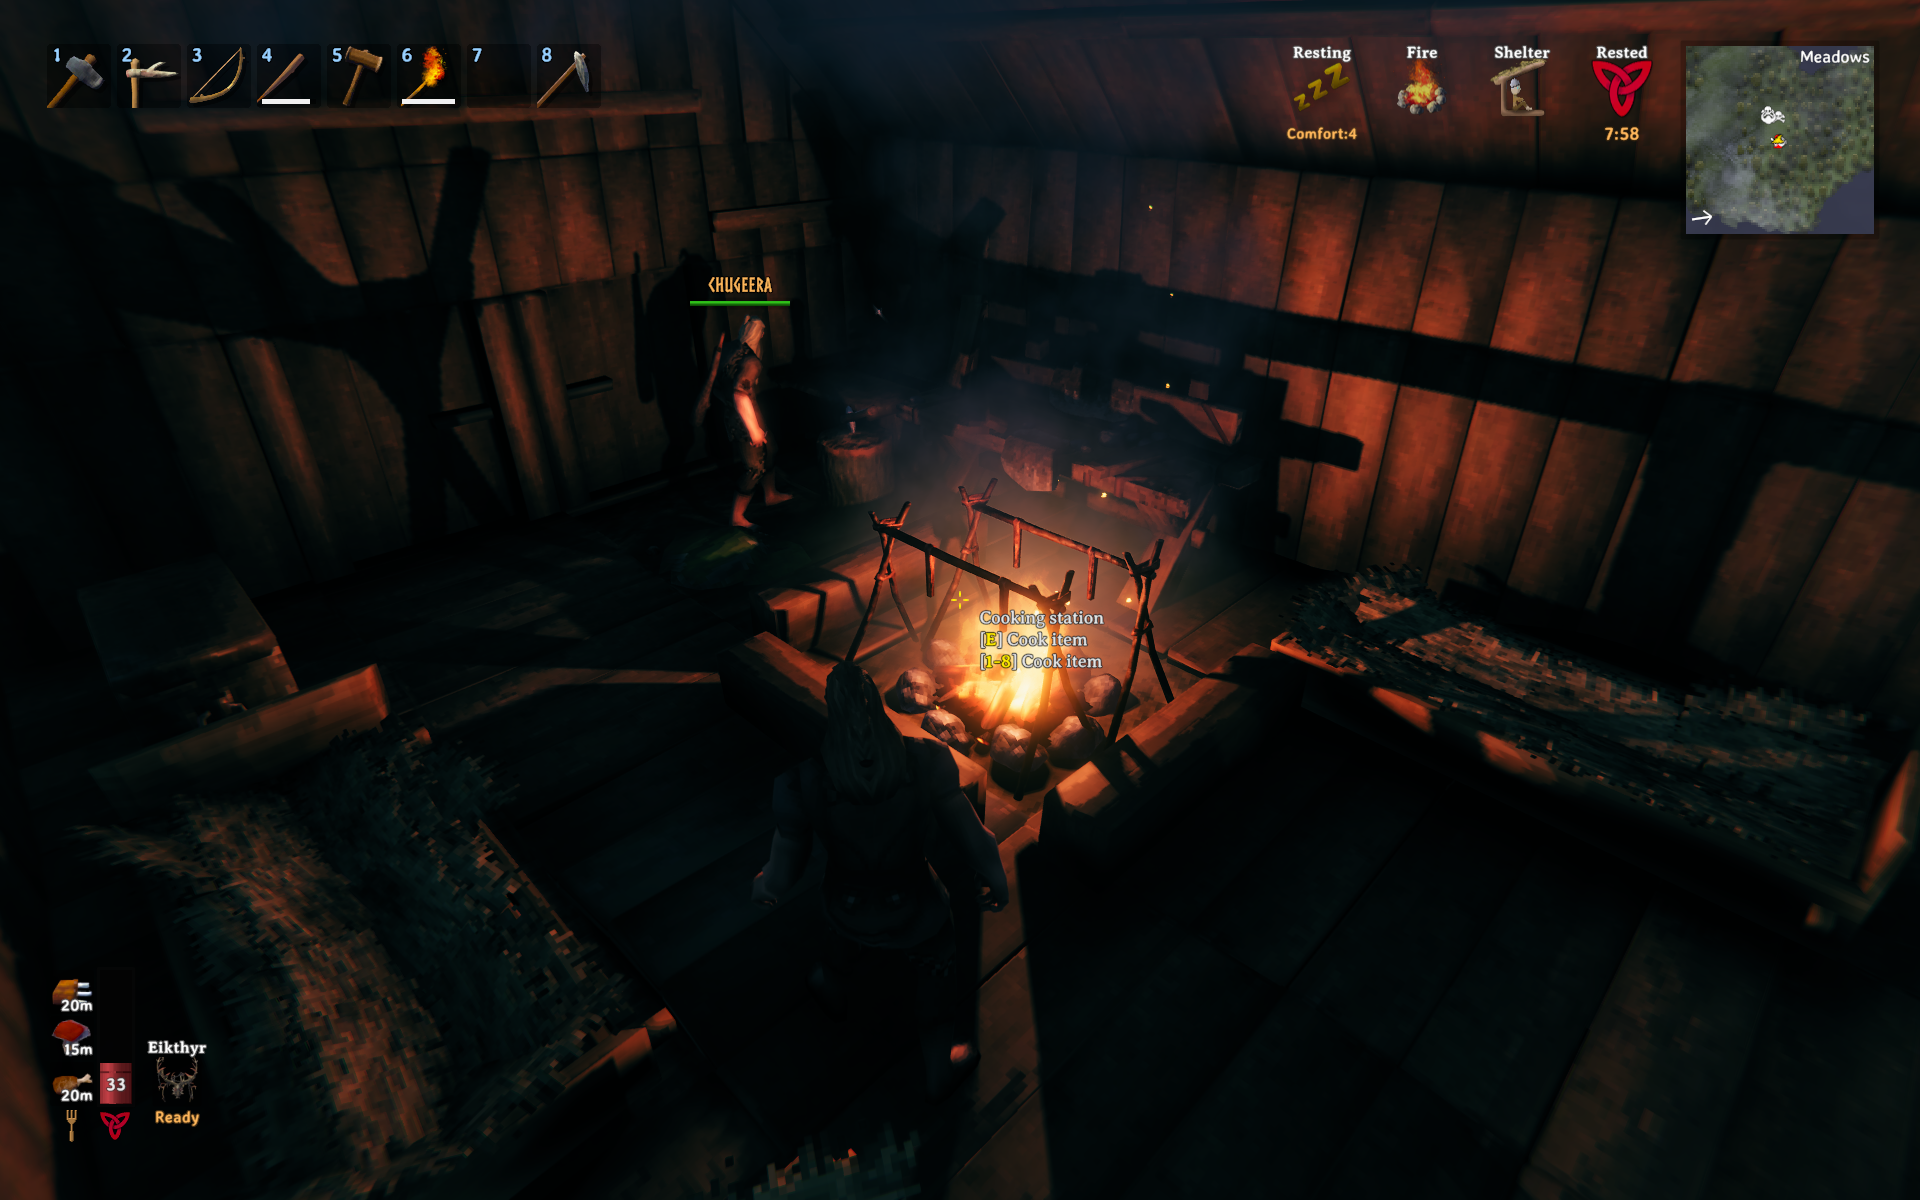 1 2 3 4 5 6 7 8
Resting Fire Shelter Rested
Comfort:4 7:58
Meadows
CHUGEERA
Cooking station
[E] Cook item
[1-8] Cook item
20m
15m
20m
33
Eikthyr
Ready